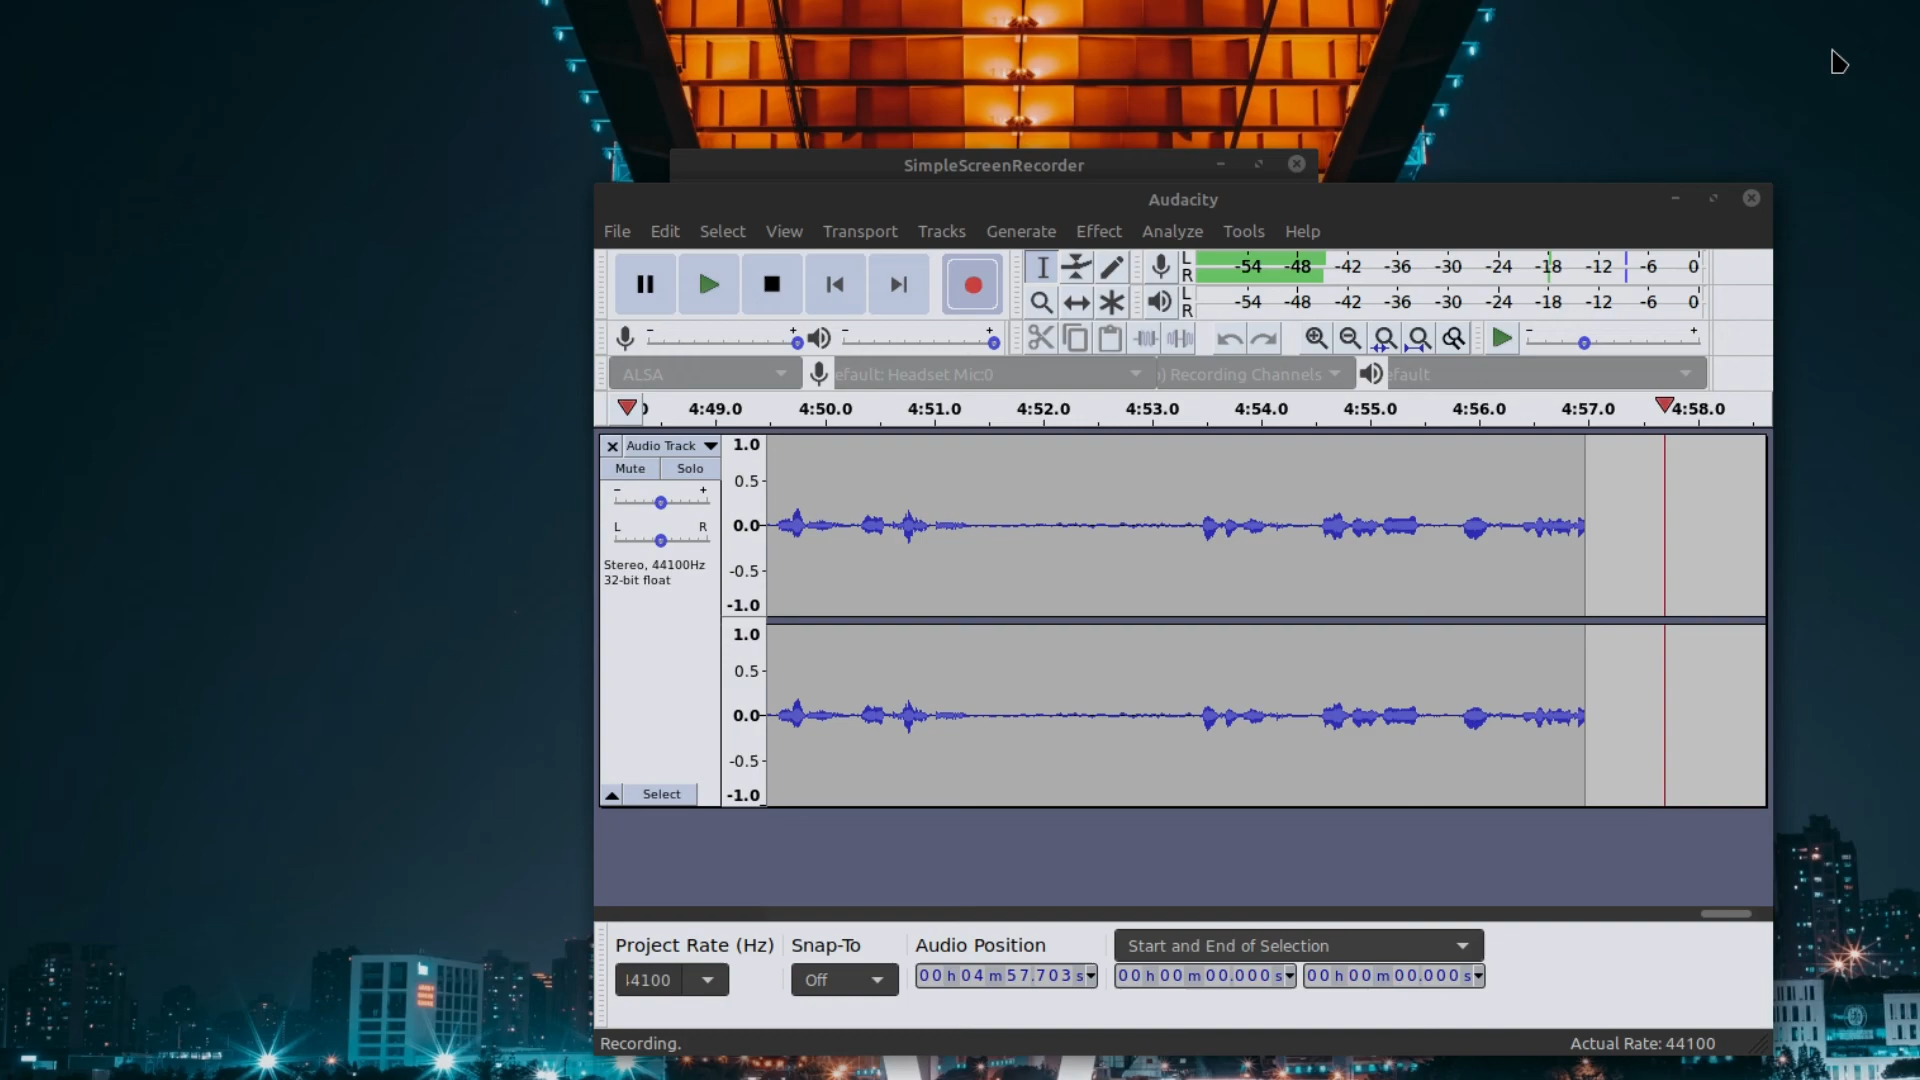 SimpleScreenRecorder
Audacity
File Edit Select View Transport Tracks Generate Effect Analyze Tools Help
L -54 -48 -42 -36 -30 -24 -18 -12 -6 0
R
L -54 -48 -42 -36 -30 -24 -18 -12 -6 0
R
- + - + - +
ALSA efault: Headset Mic:0 ) Recording Channels efault
4:49.0 4:50.0 4:51.0 4:52.0 4:53.0 4:54.0 4:55.0 4:56.0 4:57.0 4:58.0
Audio Track 1.0
Mute Solo
- + 0.5
L R 0.0
Stereo, 44100Hz -0.5
32-bit float
-1.0
1.0
0.5
0.0
-0.5
Select -1.0
Project Rate (Hz) Snap-To Audio Position Start and End of Selection
44100 Off 00 h 04 m 57.703 s 00 h 00 m 00.000 s 00 h 00 m 00.000 s
Recording. Actual Rate: 44100